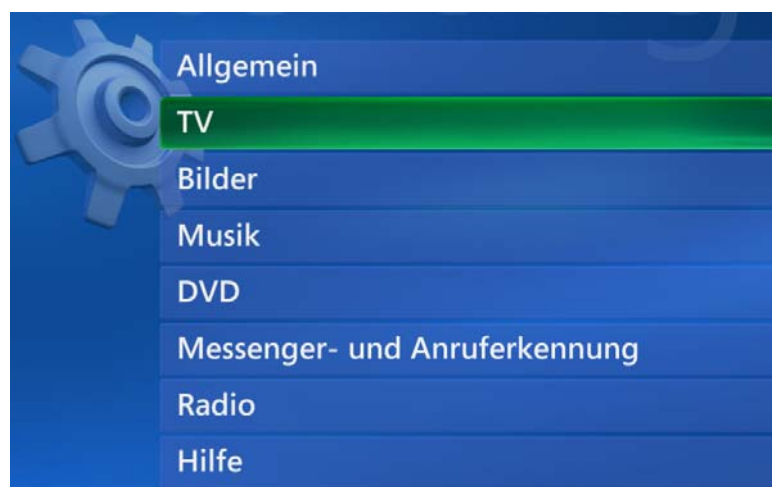 Allgemein
TV
Bilder
Musik
DVD
Messenger- und Anruferkennung
Radio
Hilfe